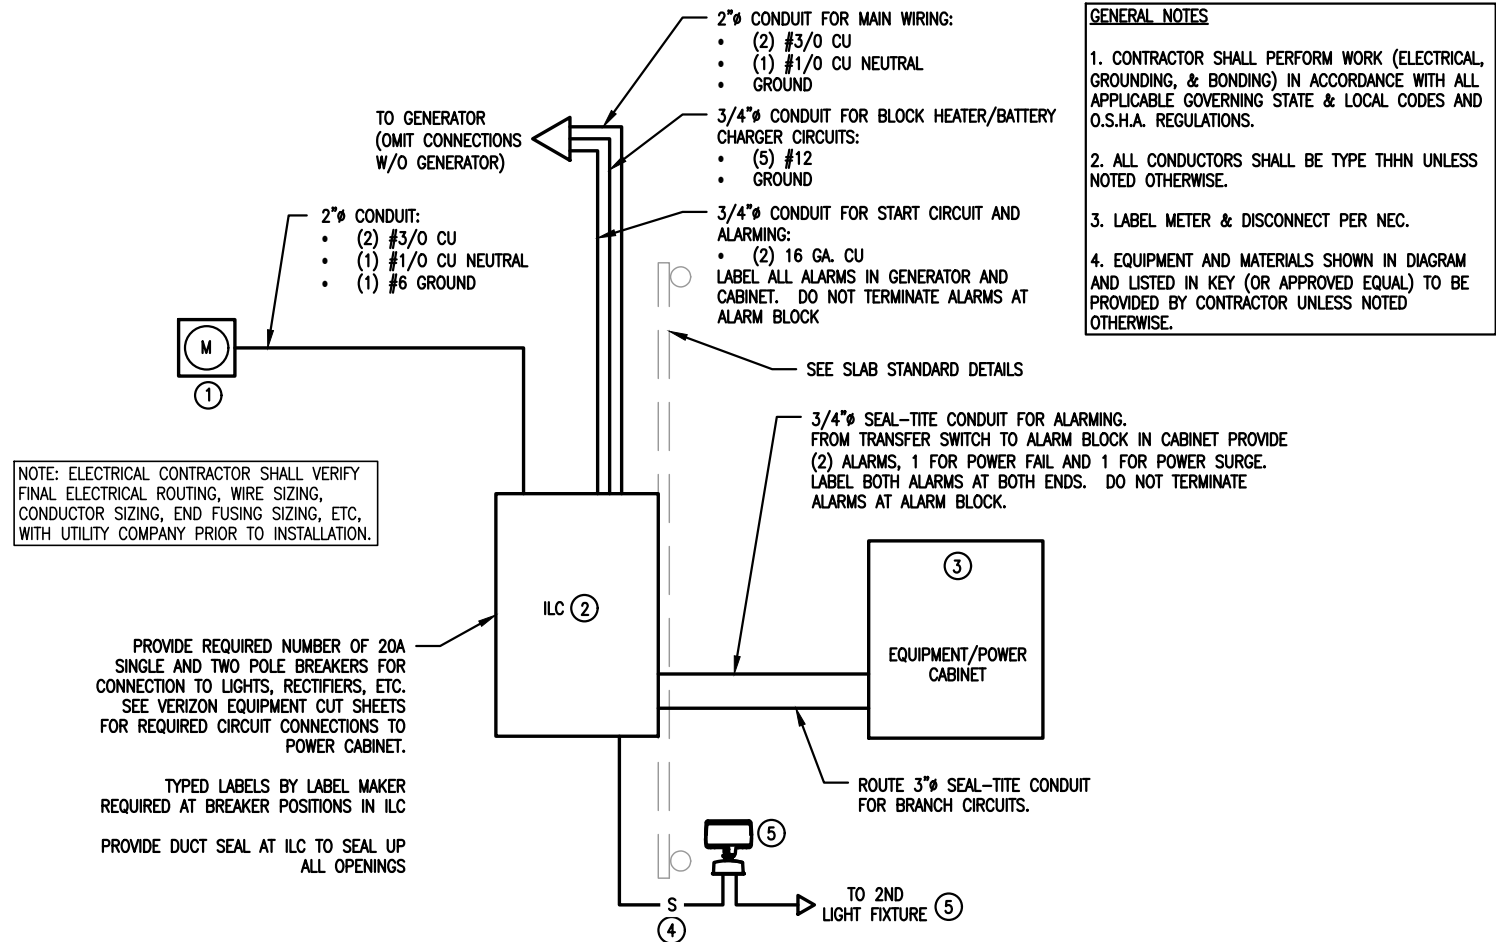 2"ø CONDUIT FOR MAIN WIRING:
• (2) #3/0 CU
• (1) #1/0 CU NEUTRAL
• GROUND
TO GENERATOR
(OMIT CONNECTIONS
W/O GENERATOR)
3/4"ø CONDUIT FOR BLOCK HEATER/BATTERY
CHARGER CIRCUITS:
• (5) #12
• GROUND
3/4"ø CONDUIT FOR START CIRCUIT AND
ALARMING:
• (2) 16 GA. CU
LABEL ALL ALARMS IN GENERATOR AND
CABINET. DO NOT TERMINATE ALARMS AT
ALARM BLOCK
GENERAL NOTES
1. CONTRACTOR SHALL PERFORM WORK (ELECTRICAL,
GROUNDING, & BONDING) IN ACCORDANCE WITH ALL
APPLICABLE GOVERNING STATE & LOCAL CODES AND
O.S.H.A. REGULATIONS.
2. ALL CONDUCTORS SHALL BE TYPE THHN UNLESS
NOTED OTHERWISE.
3. LABEL METER & DISCONNECT PER NEC.
4. EQUIPMENT AND MATERIALS SHOWN IN DIAGRAM
AND LISTED IN KEY (OR APPROVED EQUAL) TO BE
PROVIDED BY CONTRACTOR UNLESS NOTED
OTHERWISE.
2"ø CONDUIT:
• (2) #3/0 CU
• (1) #1/0 CU NEUTRAL
• (1) #6 GROUND
M
1
SEE SLAB STANDARD DETAILS
3/4"ø SEAL-TITE CONDUIT FOR ALARMING.
FROM TRANSFER SWITCH TO ALARM BLOCK IN CABINET PROVIDE
(2) ALARMS, 1 FOR POWER FAIL AND 1 FOR POWER SURGE.
LABEL BOTH ALARMS AT BOTH ENDS. DO NOT TERMINATE
ALARMS AT ALARM BLOCK.
NOTE: ELECTRICAL CONTRACTOR SHALL VERIFY
FINAL ELECTRICAL ROUTING, WIRE SIZING,
CONDUCTOR SIZING, END FUSING SIZING, ETC,
WITH UTILITY COMPANY PRIOR TO INSTALLATION.
ILC 2
3
EQUIPMENT/POWER
CABINET
PROVIDE REQUIRED NUMBER OF 20A
SINGLE AND TWO POLE BREAKERS FOR
CONNECTION TO LIGHTS, RECTIFIERS, ETC.
SEE VERIZON EQUIPMENT CUT SHEETS
FOR REQUIRED CIRCUIT CONNECTIONS TO
POWER CABINET.
TYPED LABELS BY LABEL MAKER
REQUIRED AT BREAKER POSITIONS IN ILC
PROVIDE DUCT SEAL AT ILC TO SEAL UP
ALL OPENINGS
ROUTE 3"ø SEAL-TITE CONDUIT
FOR BRANCH CIRCUITS.
5
S
4
TO 2ND
LIGHT FIXTURE 5